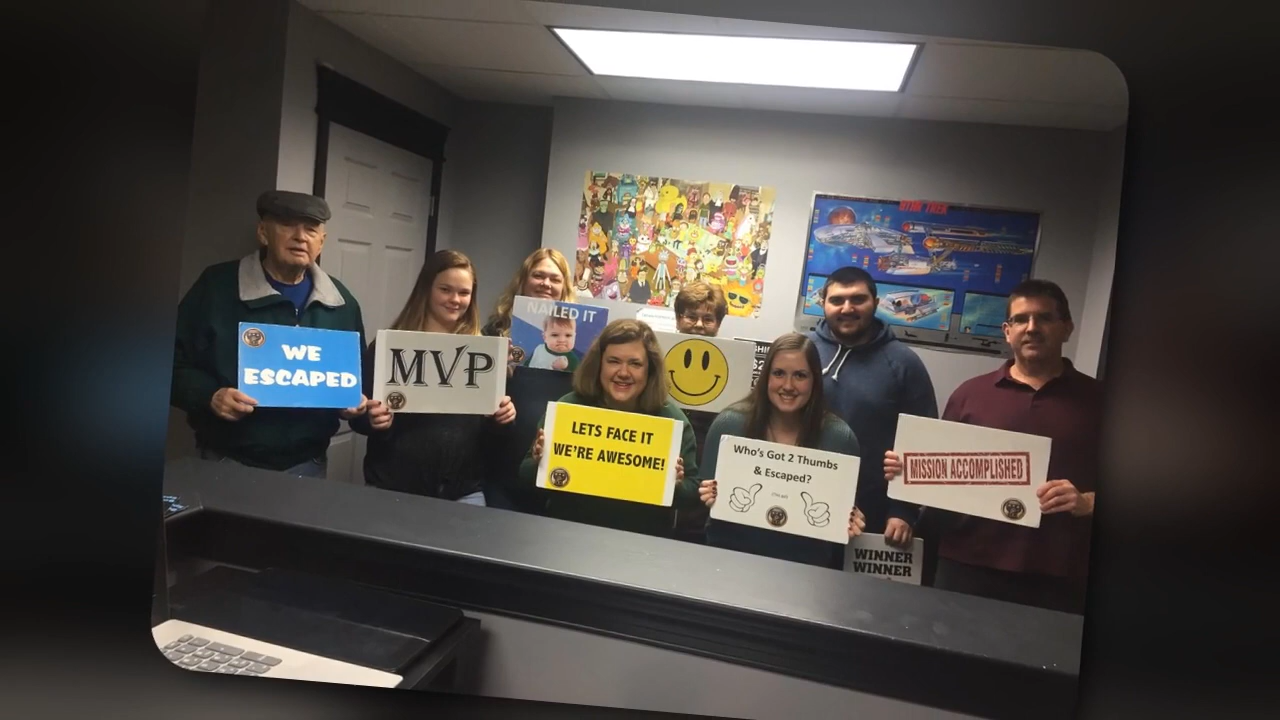 STAR TREK
NAILED IT
WE
ESCAPED
MVP
LETS FACE IT
WE'RE AWESOME!
Who's Got 2 Thumbs
& Escaped?
MISSION ACCOMPLISHED
WINNER
WINNER